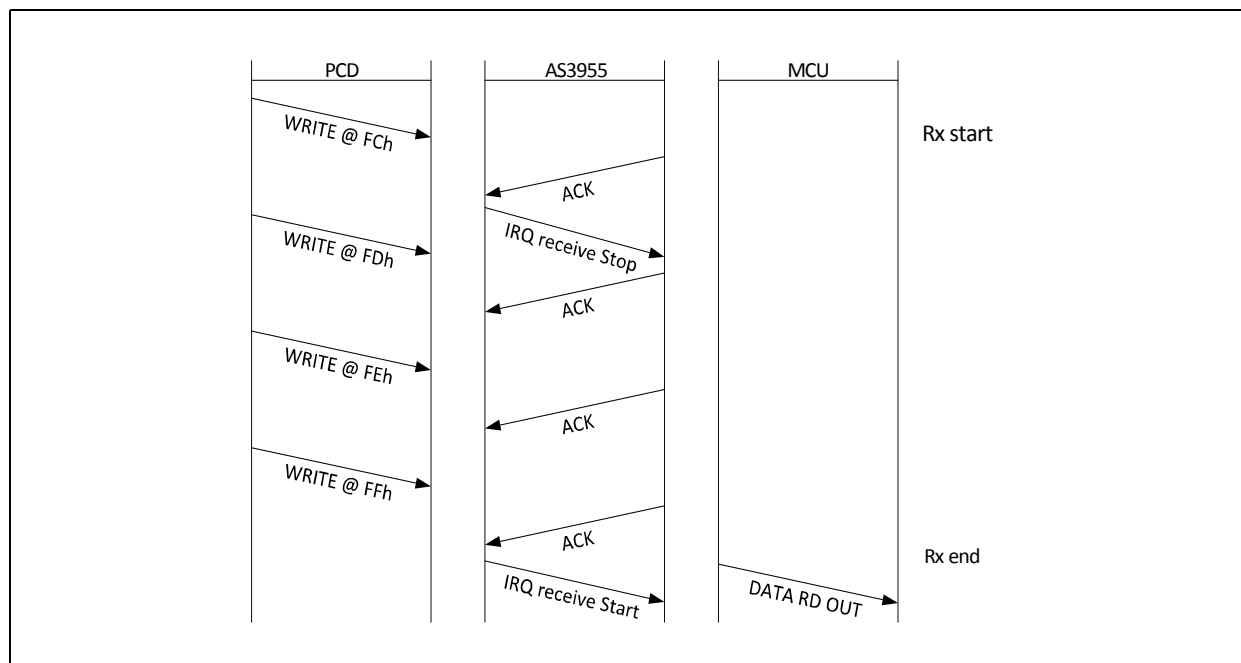 PCD AS3955 MCU
WRITE @ FCh
Rx start
ACK
WRITE @ FDh
IRQ receive Stop
ACK
WRITE @ FEh
ACK
WRITE @ FFh
ACK
Rx end
IRQ receive Start
DATA RD OUT